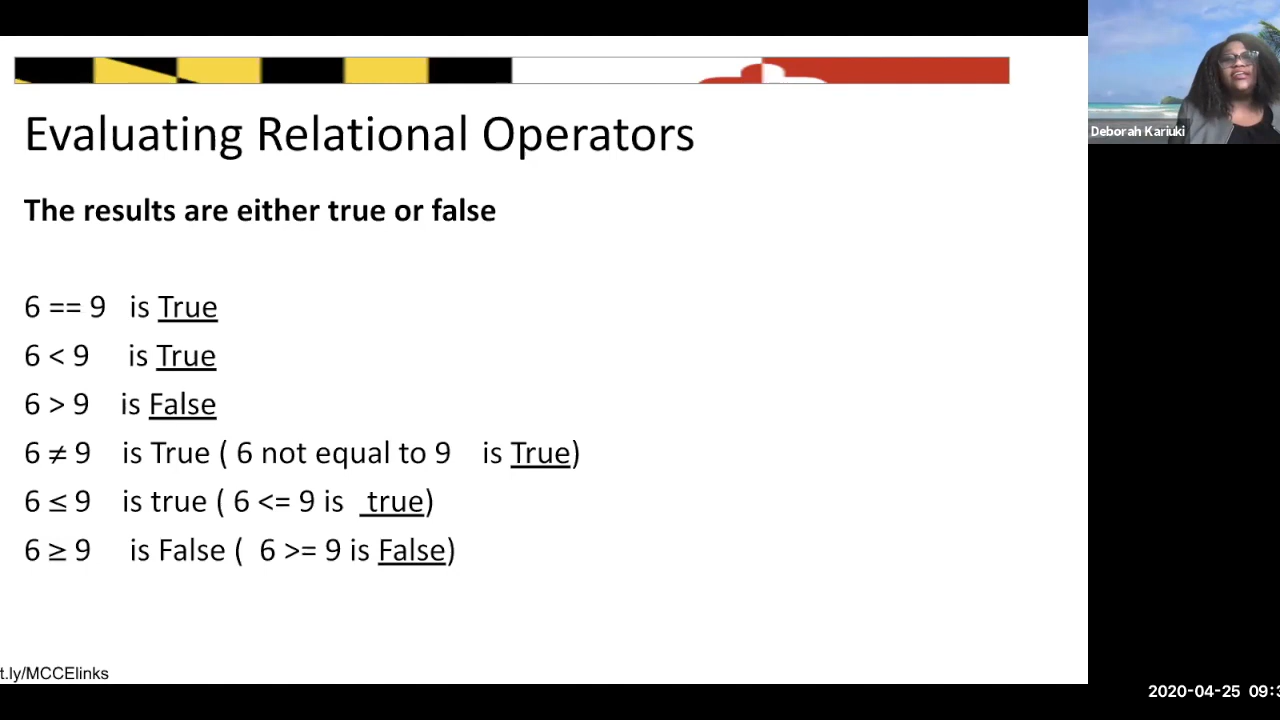 Evaluating Relational Operators
The results are either true or false
6 == 9 is True
6 < 9 is True
6 > 9 is False
6 ≠ 9 is True ( 6 not equal to 9 is True)
6 ≤ 9 is true ( 6 <= 9 is true)
6 ≥ 9 is False ( 6 >= 9 is False)
t.ly/MCCElinks
Deborah Kariuki
2020-04-25 09:3